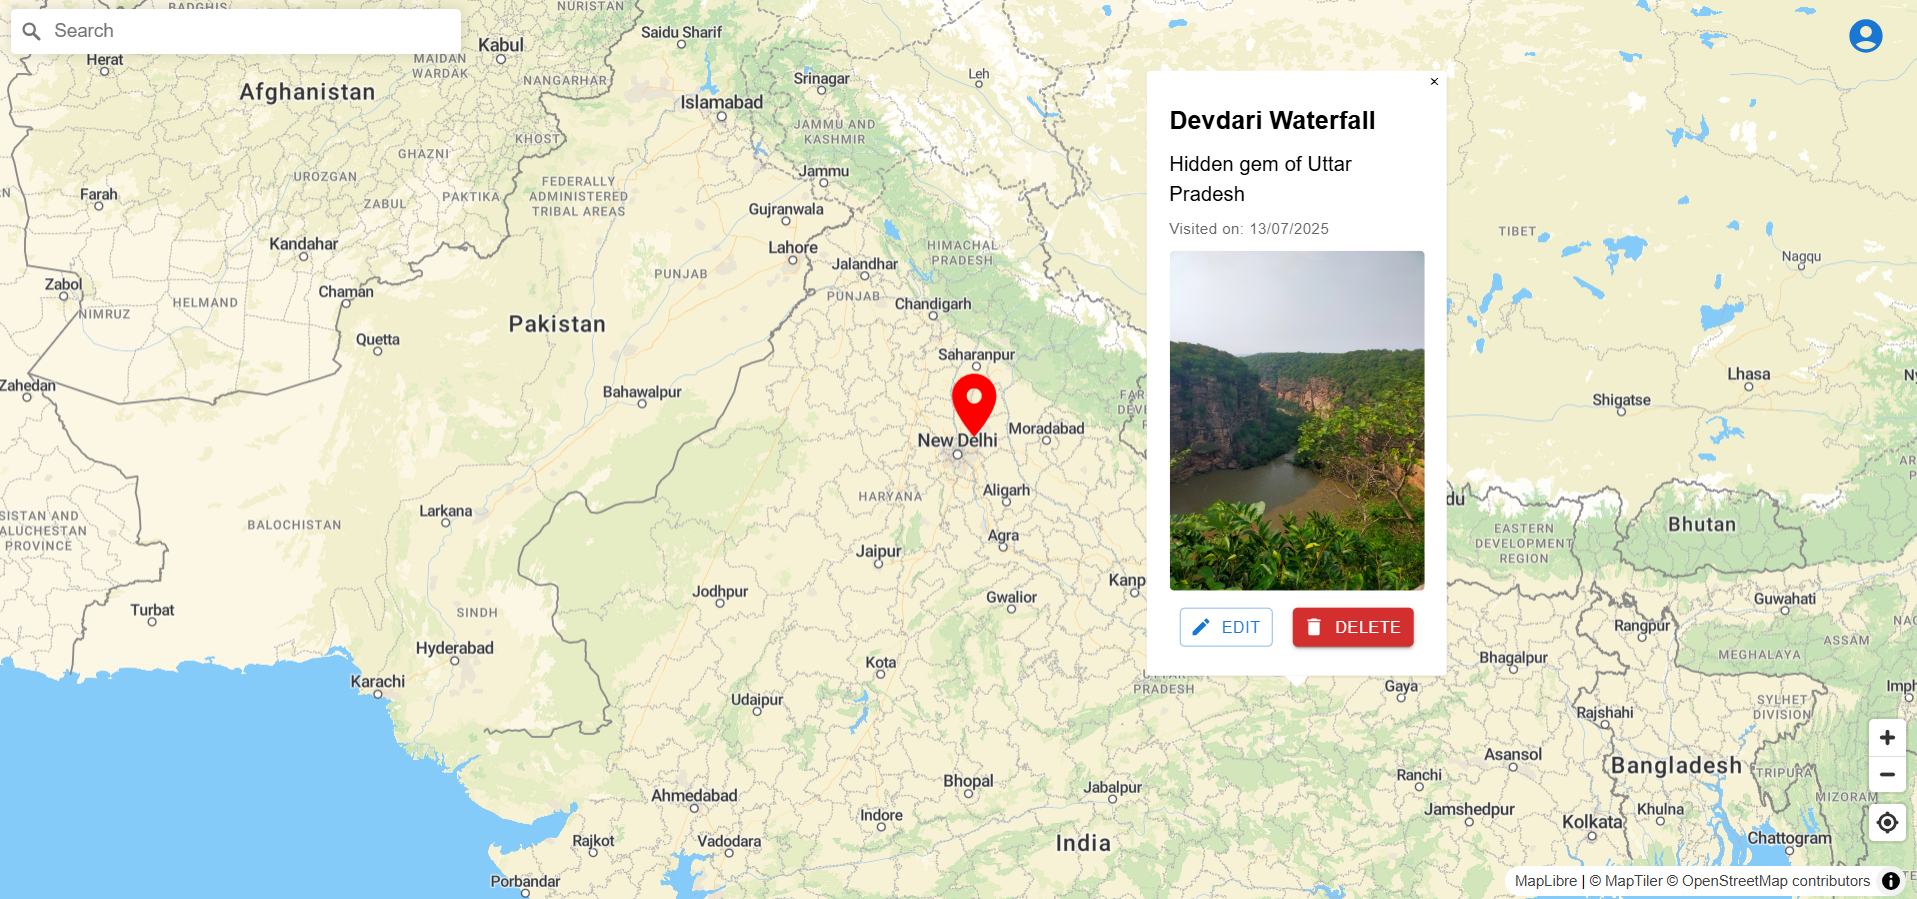 Search
BADGHIS
NURISTAN
Saidu Sharif
Kabul
Herat
MAIDAN
WARDAK
NANGARHAR
Srinagar
Leh
Afghanistan
Islamabad
JAMMU AND
KASHMIR
KHOST
GHAZNI
Jammu
UROZGAN
FEDERALLY
ADMINISTERED
TRIBAL AREAS
Farah
ZABUL
PAKTIKA
Gujranwala
Kandahar
Lahore
HIMACHAL
PRADESH
Jalandhar
PUNJAB
PUNJAB
Zabol
Chaman
HELMAND
NIMRUZ
Chandigarh
Pakistan
Quetta
Saharanpur
Zahedan
Bahawalpur
New Delhi
Moradabad
HARYANA
Aligarh
Larkana
BALOCHISTAN
SISTAN AND
ALUCHESTAN
PROVINCE
Agra
Jaipur
Jodhpur
Gwalior
Kanp
Turbat
SINDH
Hyderabad
Kota
Karachi
Udaipur
PRADESH
Gaya
Bhopal
Jabalpur
Ahmedabad
Indore
Rajkot
Vadodara
India
Porbandar
×
Devdari Waterfall
Hidden gem of Uttar
Pradesh
Visited on: 13/07/2025
EDIT
DELETE
TIBET
Nagqu
Lhasa
Shigatse
du
Bhutan
EASTERN
DEVELOPMENT
REGION
Guwahati
Rangpur
ASSAM
MEGHALAYA
Bhagalpur
Imph
SYLHET
DIVISION
Rajshahi
Asansol
Bangladesh
TRIPURA
Ranchi
MIZORAM
Jamshedpur
Khulna
Kolkata
Chattogram
MapLibre | © MapTiler © OpenStreetMap contributors